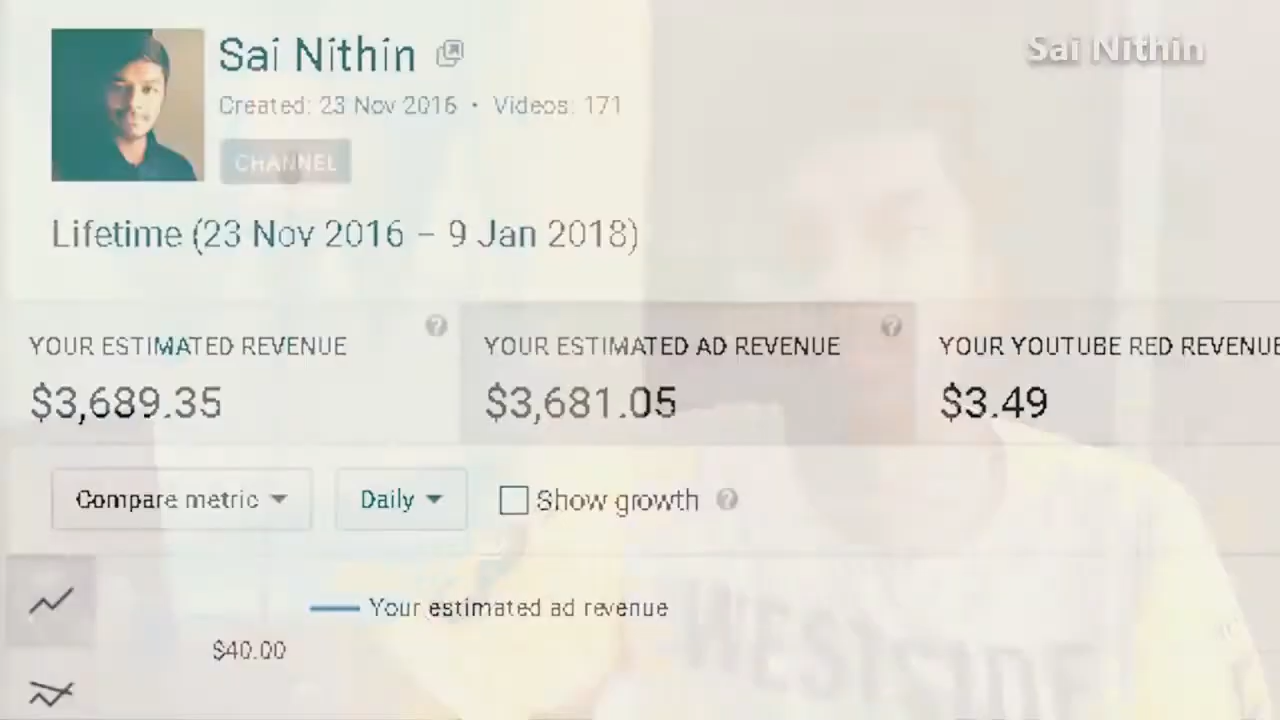 Sai Nithin
Sai Nithin
Created: 23 Nov 2016 • Videos: 171
CHANNEL
Lifetime (23 Nov 2016 – 9 Jan 2018)
YOUR ESTIMATED REVENUE
$3,689.35
YOUR ESTIMATED AD REVENUE
$3,681.05
YOUR YOUTUBE RED REVENUE
$3.49
Compare metric
Daily
Show growth
Your estimated ad revenue
$40.00
WESTSIDE